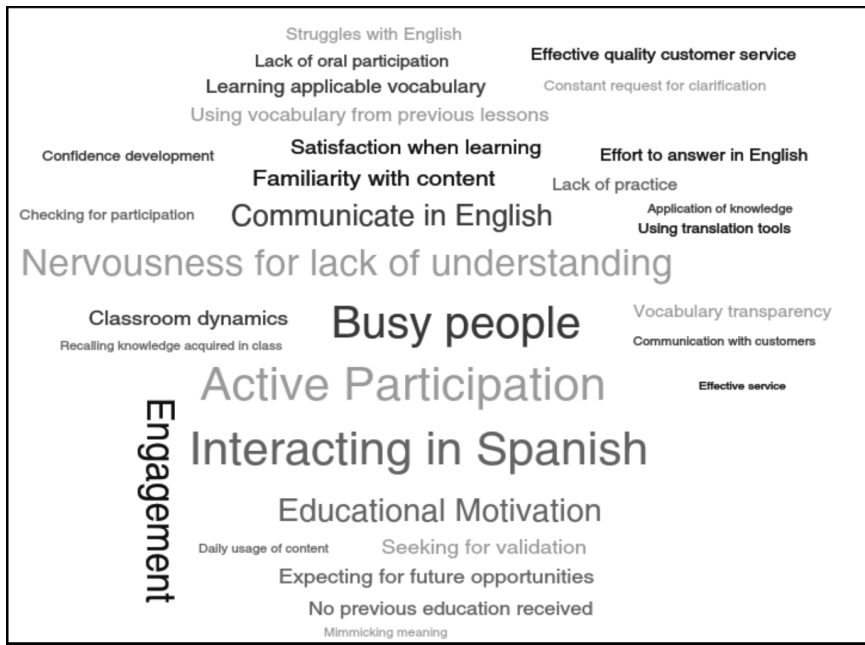 Struggles with English
Lack of oral participation
Effective quality customer service
Learning applicable vocabulary
Constant request for clarification
Using vocabulary from previous lessons
Satisfaction when learning
Confidence development
Effort to answer in English
Familiarity with content
Lack of practice
Checking for participation
Communicate in English
Application of knowledge
Using translation tools
Nervousness for lack of understanding
Classroom dynamics
Busy people
Vocabulary transparency
Recalling knowledge acquired in class
Communication with customers
Active Participation
Effective service
Engagement
Interacting in Spanish
Educational Motivation
Daily usage of content
Seeking for validation
Expecting for future opportunities
No previous education received
Mimmicking meaning